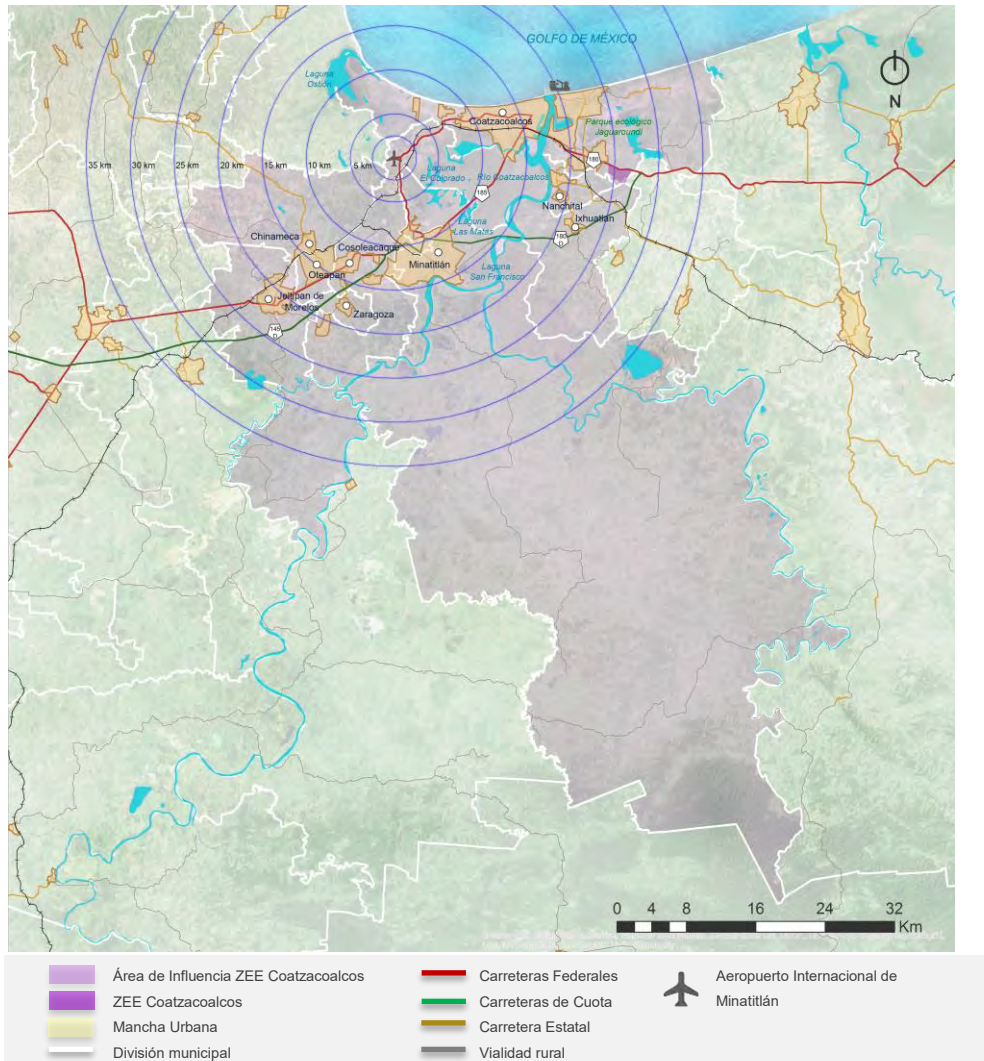 GOLFO DE MÉXICO
Laguna
Ostión
N
Coatzacoalcos
Parque ecológico
Jaguaroundi
35 km
30 km
25 km
20 km
15 km
10 km
5 km
180
Laguna
El Colorado
Río Coatzacoalcos
185
Nanchital
Ixhuatlán
Laguna
Las Matas
180
D
Chinameca
Cosoleacaque
Oteapan
Minatitlán
Laguna
San Francisco
Jáltipan de
Morelos
Zaragoza
145
D
0 4 8 16 24 32
Km
Área de Influencia ZEE Coatzacoalcos
ZEE Coatzacoalcos
Mancha Urbana
División municipal
Carreteras Federales
Carreteras de Cuota
Carretera Estatal
Vialidad rural
Aeropuerto Internacional de
Minatitlán